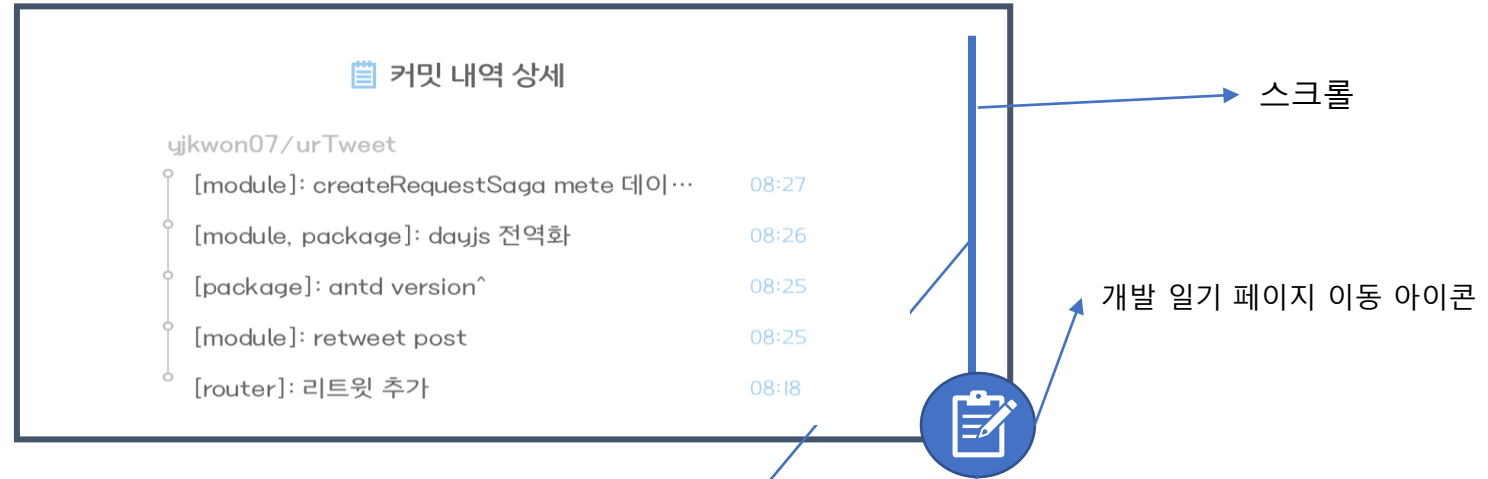 커밋 내역 상세
스크롤
yjkwon07/urTweet
[module]: createRequestSaga mete 데이… 08:27
[module, package]: dayjs 전역화 08:26
[package]: antd version^ 08:25
개발 일기 페이지 이동 아이콘
[module]: retweet post 08:25
[router]: 리트윗 추가 08:18